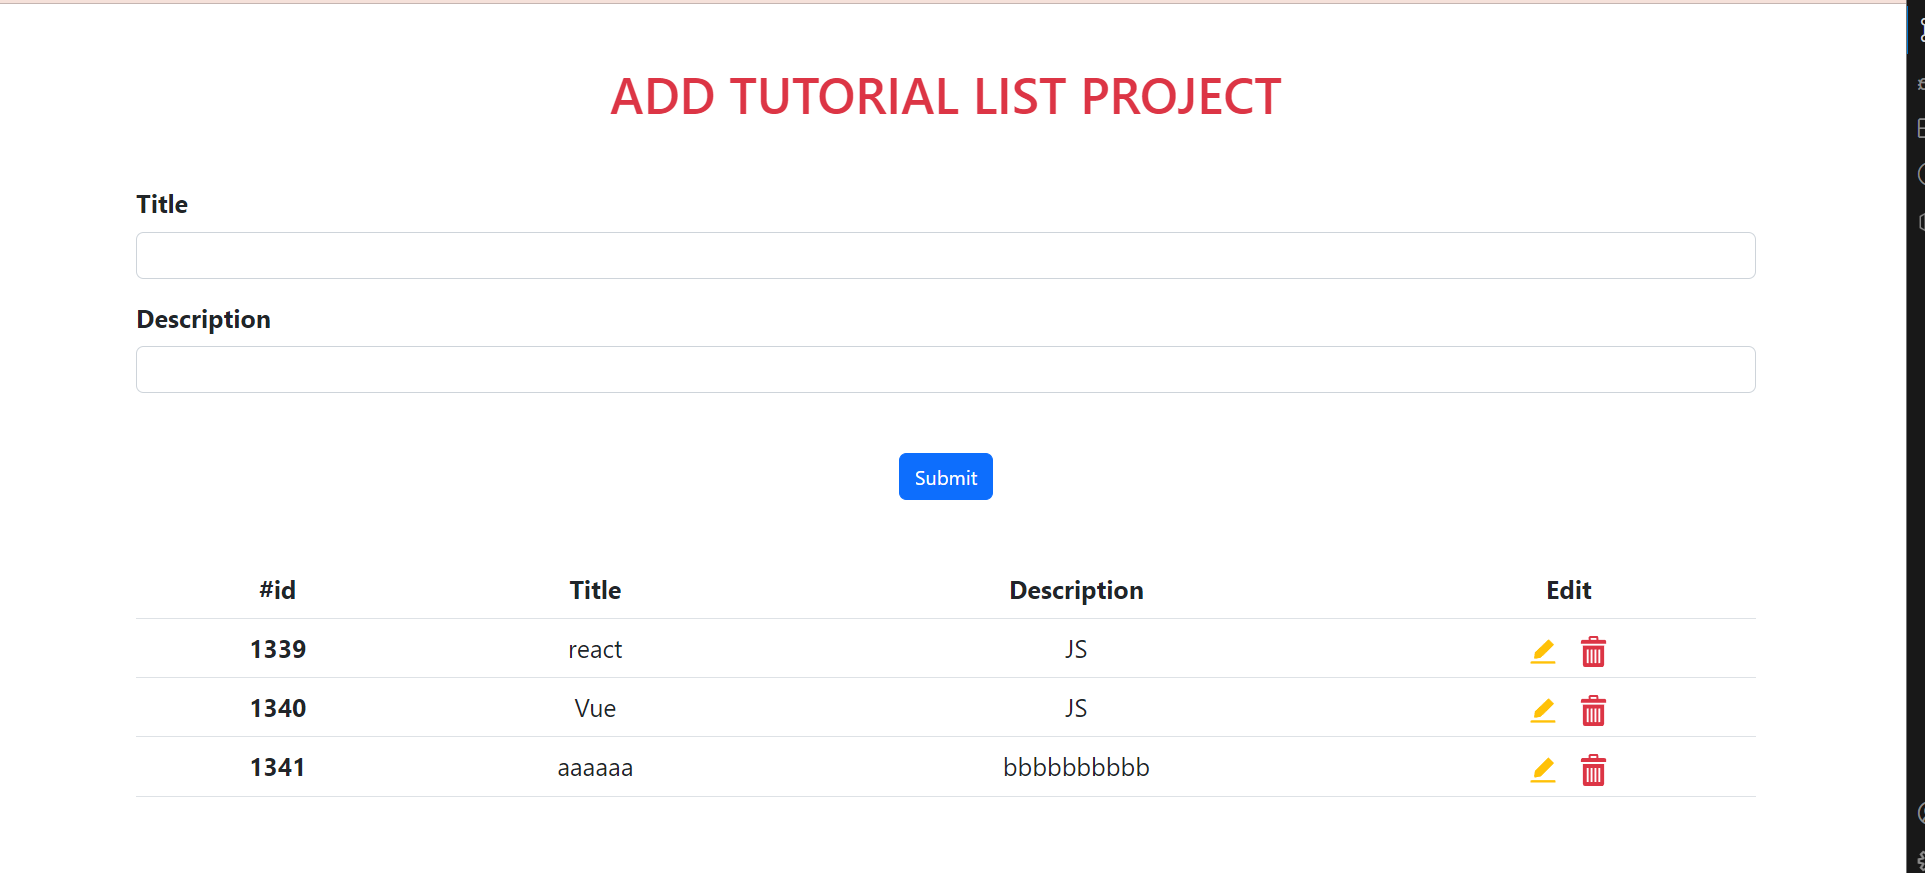 ADD TUTORIAL LIST PROJECT
Title
Description
Submit
#id Title Description Edit
1339 react JS
1340 Vue JS
1341 aaaaaa bbbbbbbbbb